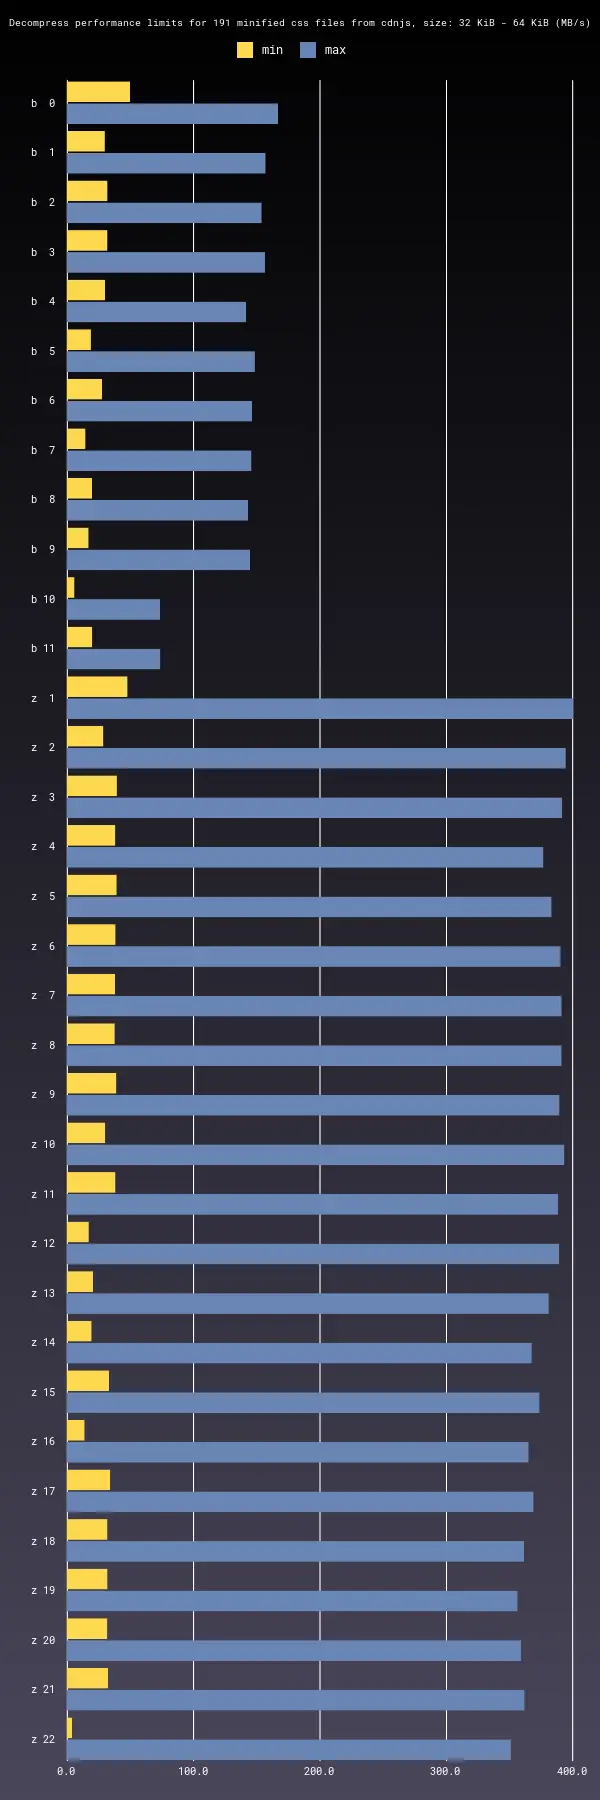 Decompress performance limits for 191 minified css files from cdnjs, size: 32 KiB - 64 KiB (MB/s)
min max
b 0
b 1
b 2
b 3
b 4
b 5
b 6
b 7
b 8
b 9
b 10
b 11
z 1
z 2
z 3
z 4
z 5
z 6
z 7
z 8
z 9
z 10
z 11
z 12
z 13
z 14
z 15
z 16
z 17
z 18
z 19
z 20
z 21
z 22
0.0 100.0 200.0 300.0 400.0